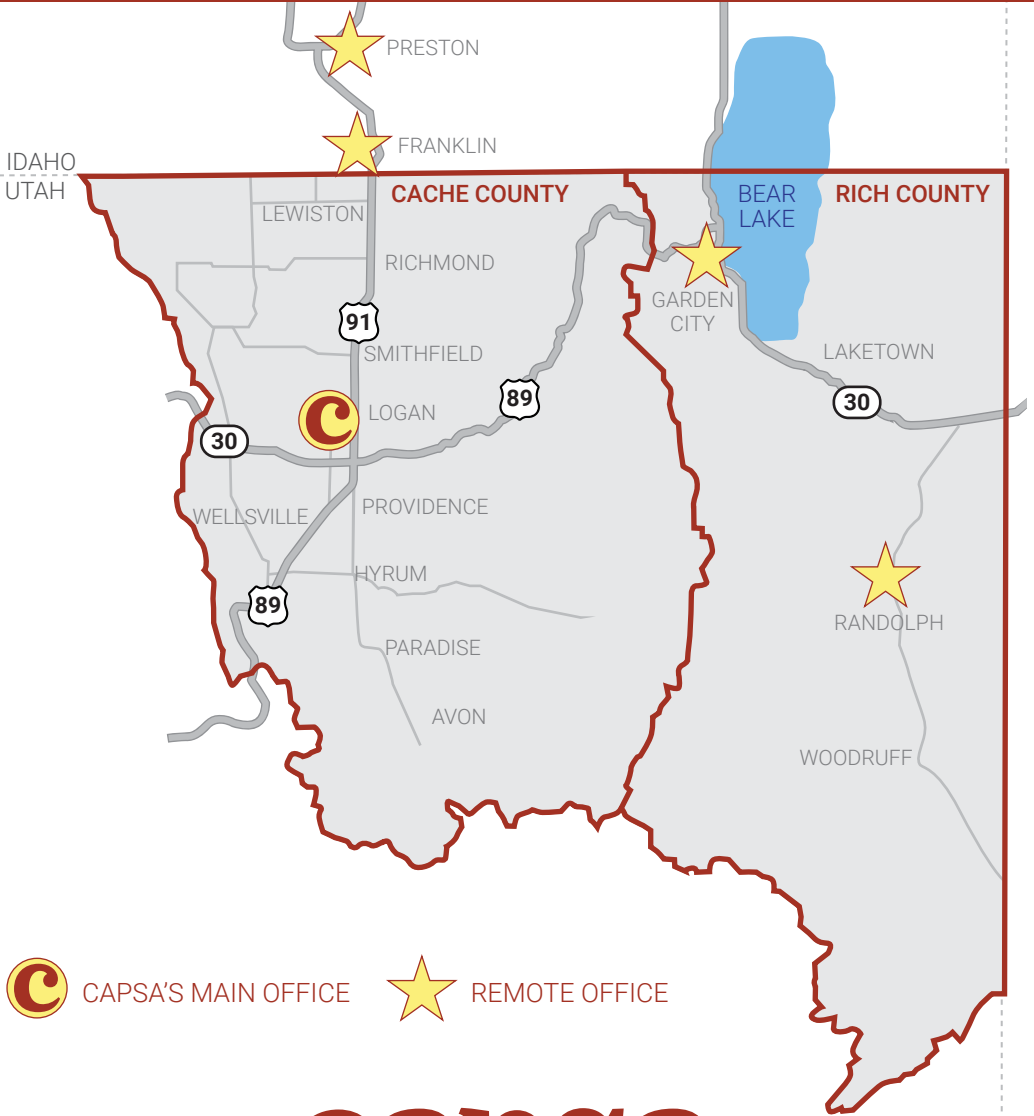 PRESTON
FRANKLIN
IDAHO
UTAH
CACHE COUNTY
BEAR
LAKE
RICH COUNTY
LEWISTON
RICHMOND
GARDEN
CITY
91
SMITHFIELD
LAKETOWN
89
30
C
LOGAN
30
WELLSVILLE
PROVIDENCE
HYRUM
89
RANDOLPH
PARADISE
AVON
WOODRUFF
C
CAPSA'S MAIN OFFICE
REMOTE OFFICE